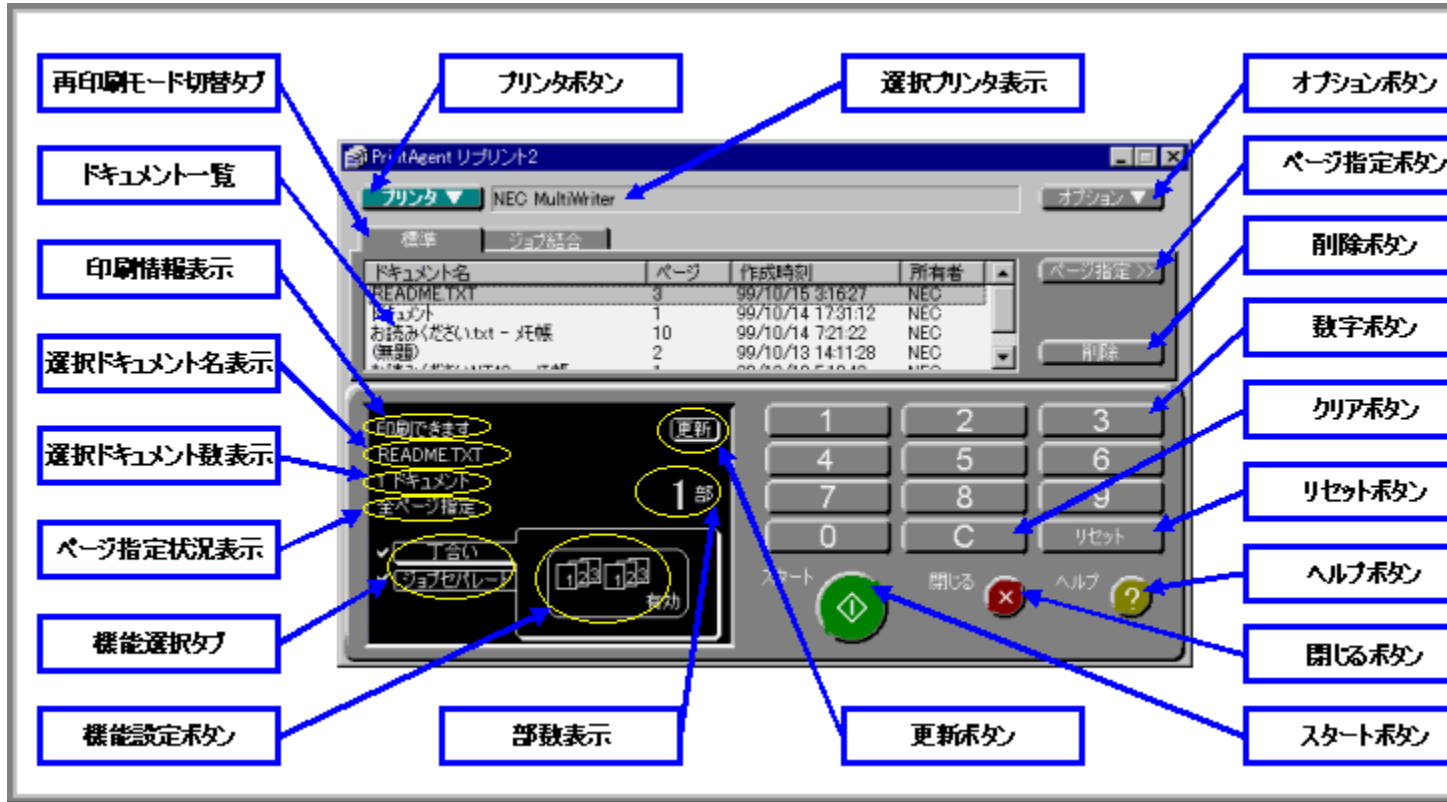 再印刷モード切替タブ
プリンタボタン
選択プリンタ表示
オプションボタン
ドキュメント一覧
ページ指定ボタン
印刷情報表示
削除ボタン
選択ドキュメント名表示
数字ボタン
選択ドキュメント数表示
クリアボタン
ページ指定状況表示
リセットボタン
機能選択タブ
ヘルプボタン
機能設定ボタン
部数表示
更新ボタン
閉じるボタン
スタートボタン
PrintAgent リプリント2
プリンタ ▼ NEC MultiWriter オプション ▼
標準 ジョブ結合
ドキュメント名 ページ 作成時刻 所有者
README.TXT 3 99/10/15 3:16:27 NEC
ドキュメント 1 99/10/14 17:31:12 NEC
お読みください.txt - メモ帳 10 99/10/14 7:21:22 NEC
(無題) 2 99/10/13 14:11:28 NEC
ページ指定 >>
削除
印刷できます
更新
README.TXT
1 ドキュメント
1 部
全ページ指定
丁合い
ジョブセパレート
123 123
有効
1 2 3
4 5 6
7 8 9
0 C リセット
スタート 閉じる ヘルプ
?